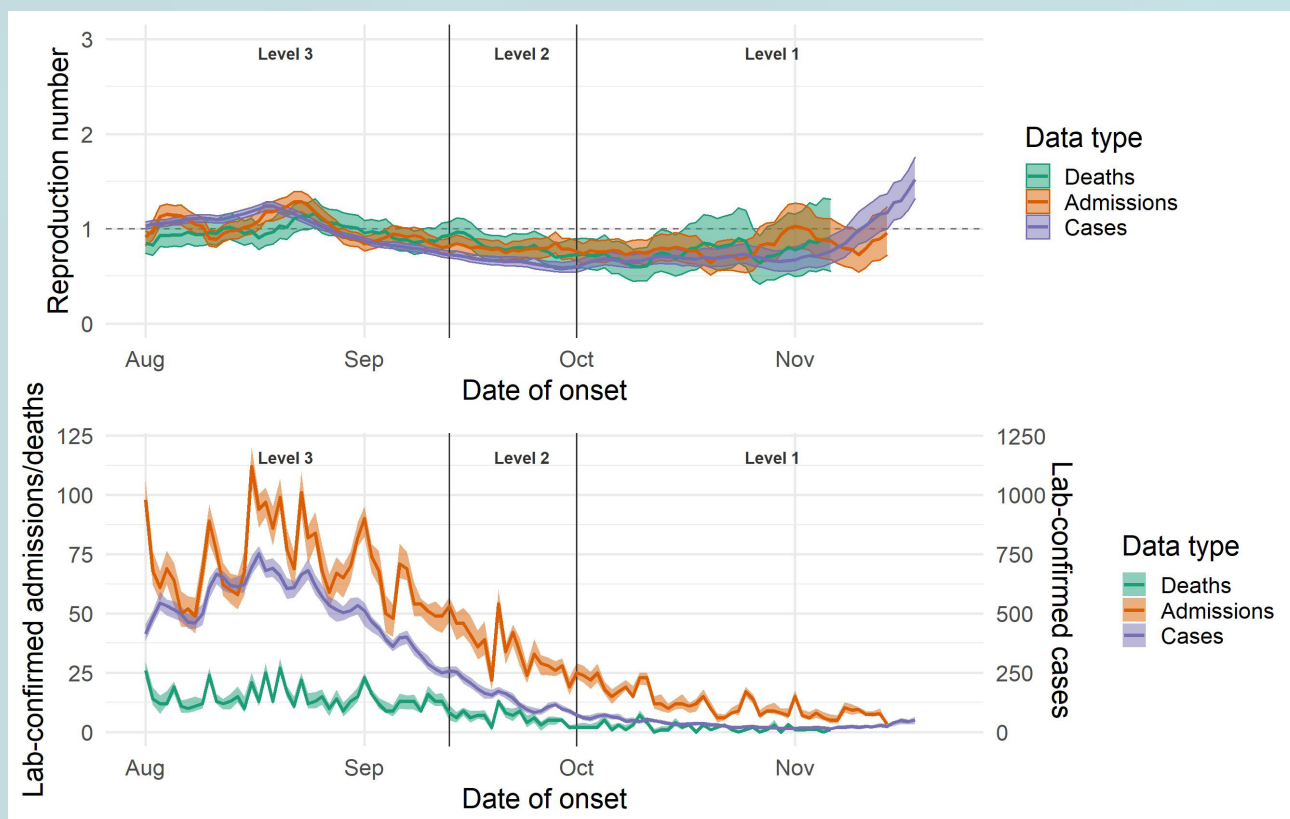 Reproduction number
3
2
1
0
Level 3
Level 2
Level 1
Aug
Sep
Oct
Nov
Date of onset
Data type
Deaths
Admissions
Cases
Lab-confirmed admissions/deaths
125
100
75
50
25
0
Level 3
Level 2
Level 1
1250
1000
750
500
250
0
Lab-confirmed cases
Aug
Sep
Oct
Nov
Date of onset
Data type
Deaths
Admissions
Cases